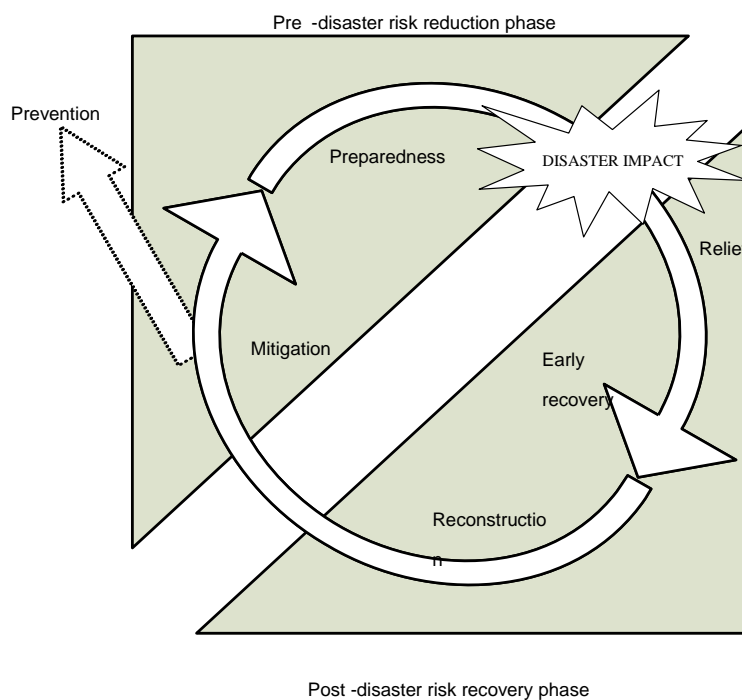 Pre -disaster risk reduction phase
Prevention
Preparedness
DISASTER IMPACT
Relie
Mitigation
Early
recovery
Reconstructio
n
Post -disaster risk recovery phase